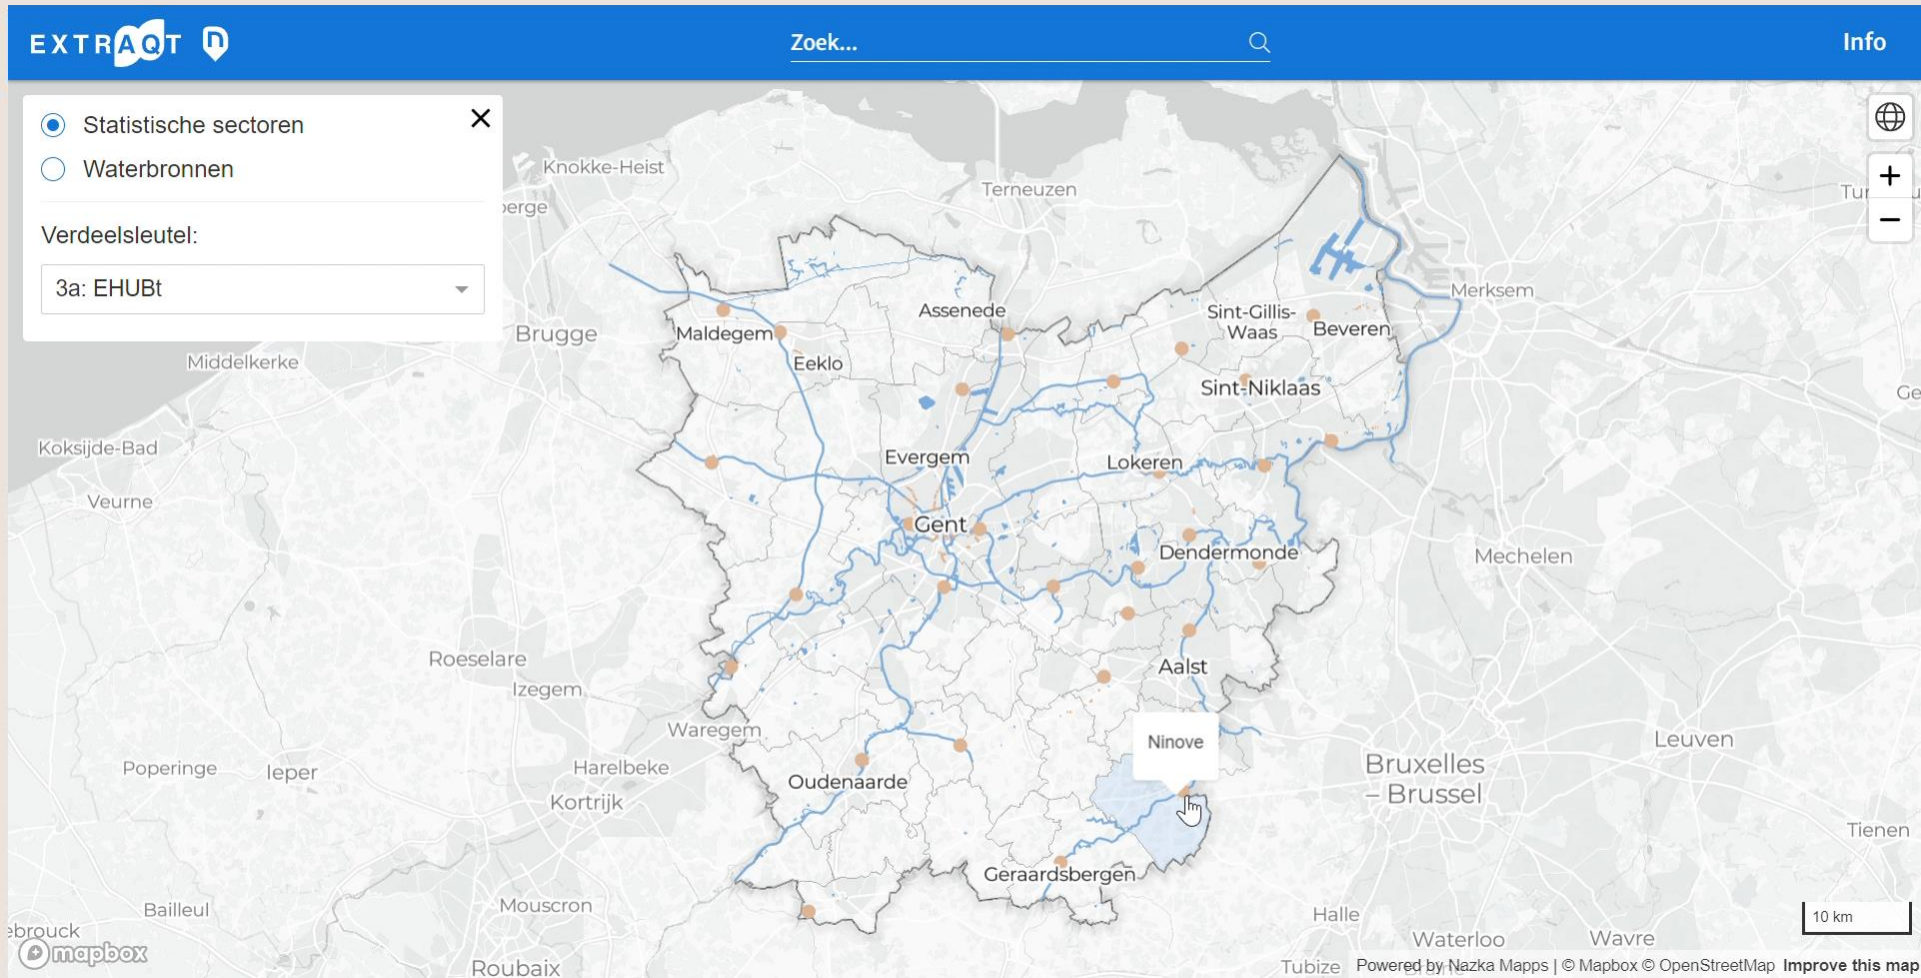 EXTRAQT
Zoek...
Info
Statistische sectoren
Waterbronnen
Verdeelsleutel:
3a: EHUBt
Knokke-Heist
Terneuzen
berge
Merksem
Assenede
Sint-Gillis-
Waas
Beveren
Maldegem
Brugge
Eeklo
Middelkerke
Sint-Niklaas
Koksijde-Bad
Evergem
Lokeren
Veurne
Gent
Dendermonde
Mechelen
Roeselare
Aalst
Izegem
Waregem
Ninove
Leuven
Poperinge
Ieper
Harelbeke
Oudenaarde
Bruxelles
– Brussel
Kortrijk
Tienen
Geraardsbergen
Mouscron
Bailleul
Halle
10 km
ebrouck
Waterloo
Wavre
mapbox
Roubaix
Tubize
Powered by Nazka Mapps | © Mapbox © OpenStreetMap Improve this map